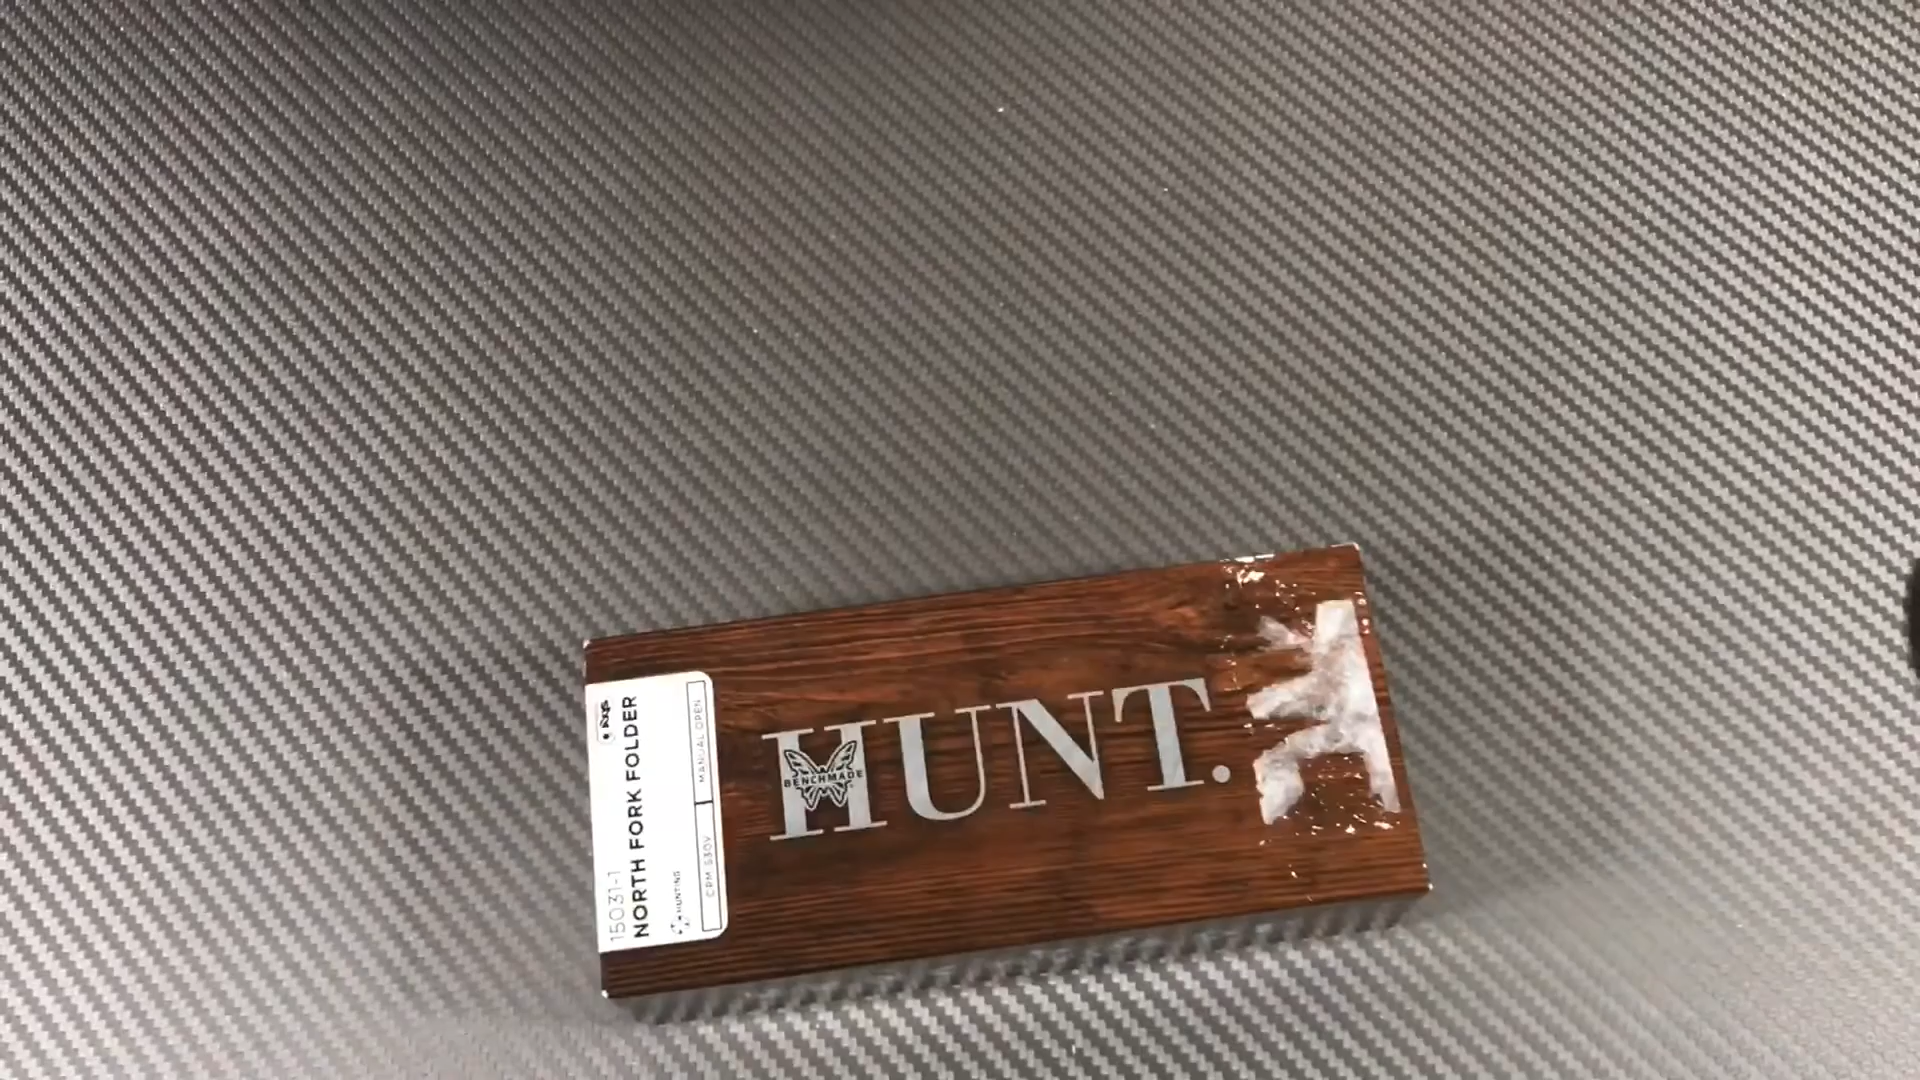 15031-1
NORTH FORK FOLDER
HUNTING
CPM S30V
MANUAL OPEN
HUNT.
BENCHMADE